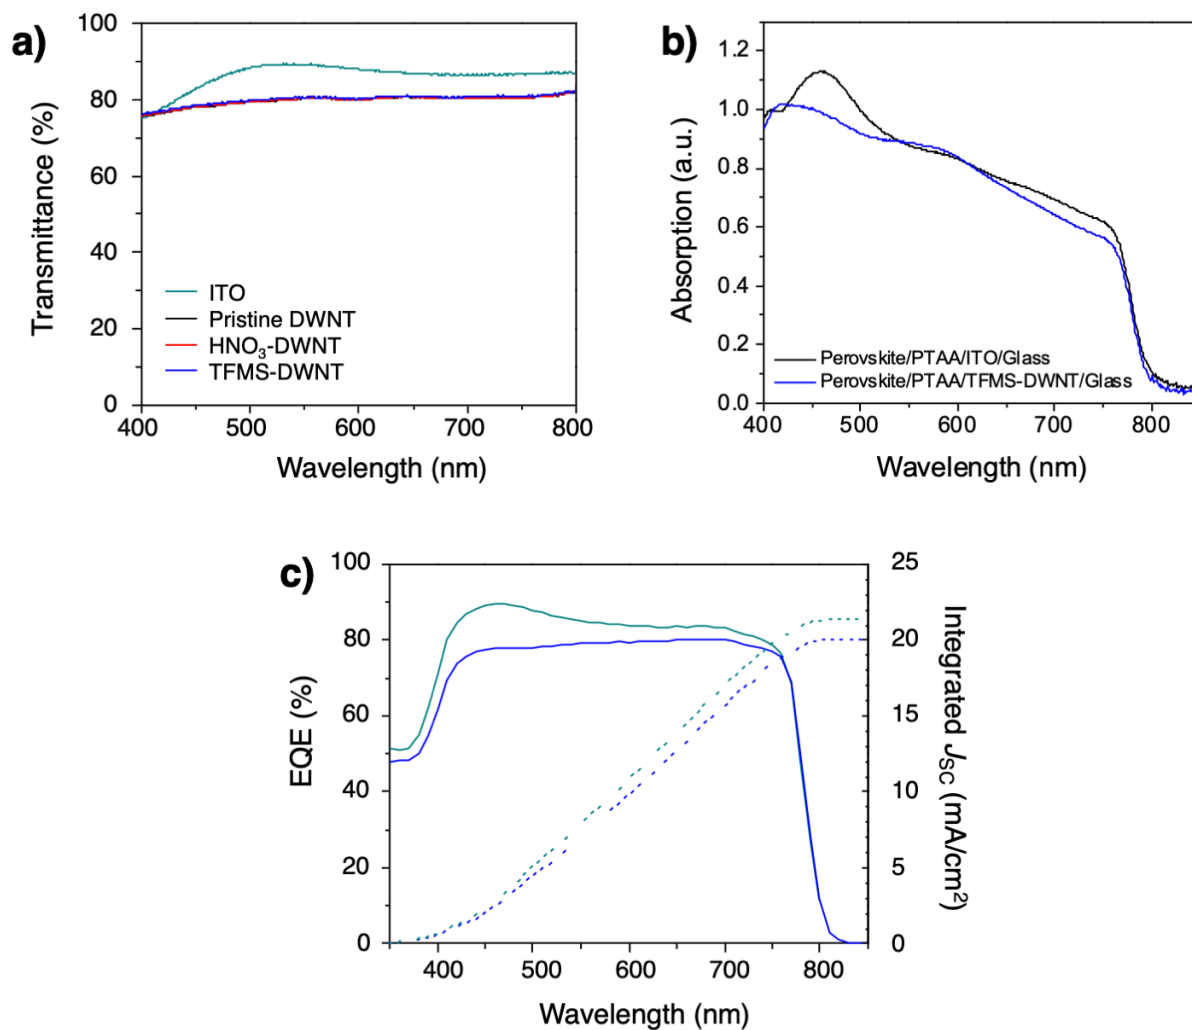 a)
100
80
60
40
20
0
Transmittance (%)
ITO
Pristine DWNT
HNO₃-DWNT
TFMS-DWNT
400 500 600 700 800
Wavelength (nm)
b)
1.2
1.0
0.8
0.6
0.4
0.2
0.0
Absorption (a.u.)
Perovskite/PTAA/ITO/Glass
Perovskite/PTAA/TFMS-DWNT/Glass
400 500 600 700 800
Wavelength (nm)
c)
100
80
60
40
20
0
EQE (%)
25
20
15
10
5
0
Integrated JSC (mA/cm²)
400 500 600 700 800
Wavelength (nm)